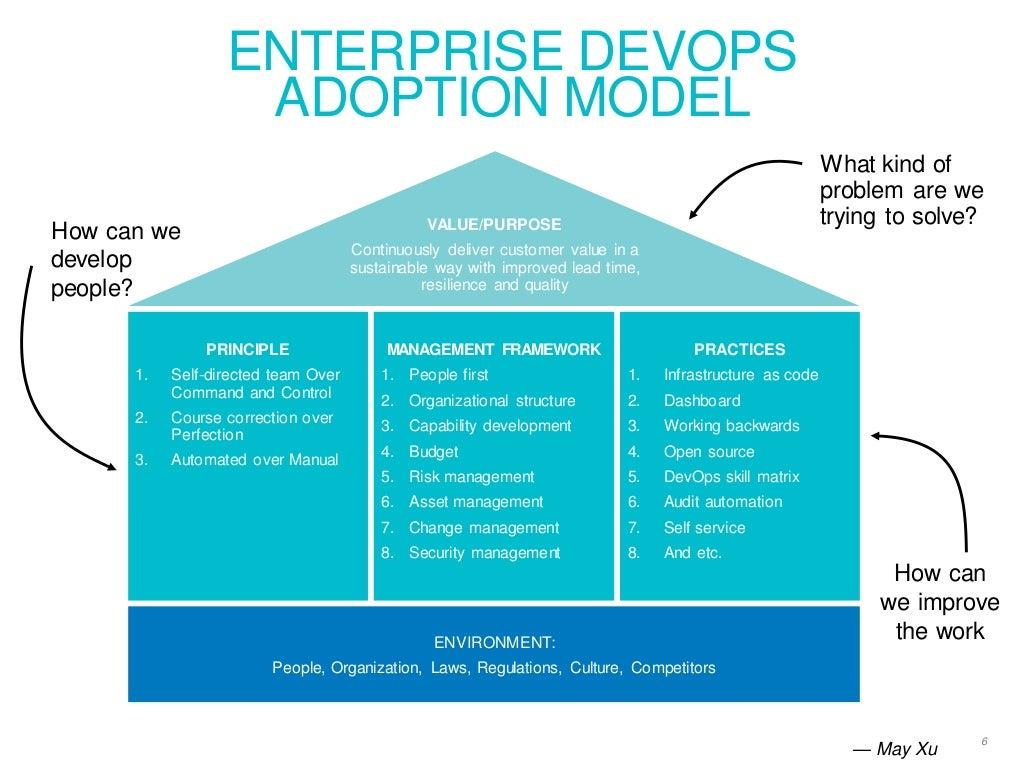 ENTERPRISE DEVOPS
ADOPTION MODEL
What kind of
problem are we
trying to solve?
How can we
develop
people?
VALUE/PURPOSE
Continuously deliver customer value in a
sustainable way with improved lead time,
resilience and quality
PRINCIPLE
1. Self-directed team Over
Command and Control
2. Course correction over
Perfection
3. Automated over Manual
MANAGEMENT FRAMEWORK
1. People first
2. Organizational structure
3. Capability development
4. Budget
5. Risk management
6. Asset management
7. Change management
8. Security management
PRACTICES
1. Infrastructure as code
2. Dashboard
3. Working backwards
4. Open source
5. DevOps skill matrix
6. Audit automation
7. Self service
8. And etc.
How can
we improve
the work
ENVIRONMENT:
People, Organization, Laws, Regulations, Culture, Competitors
— May Xu
6